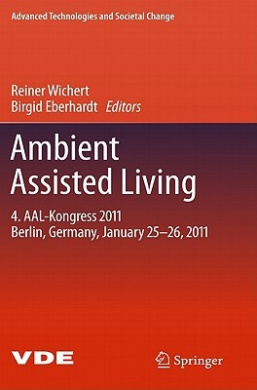 Advanced Technologies and Societal Change
Reiner Wichert
Birgid Eberhardt Editors
Ambient
Assisted Living
4. AAL-Kongress 2011
Berlin, Germany, January 25–26, 2011
VDE
Springer